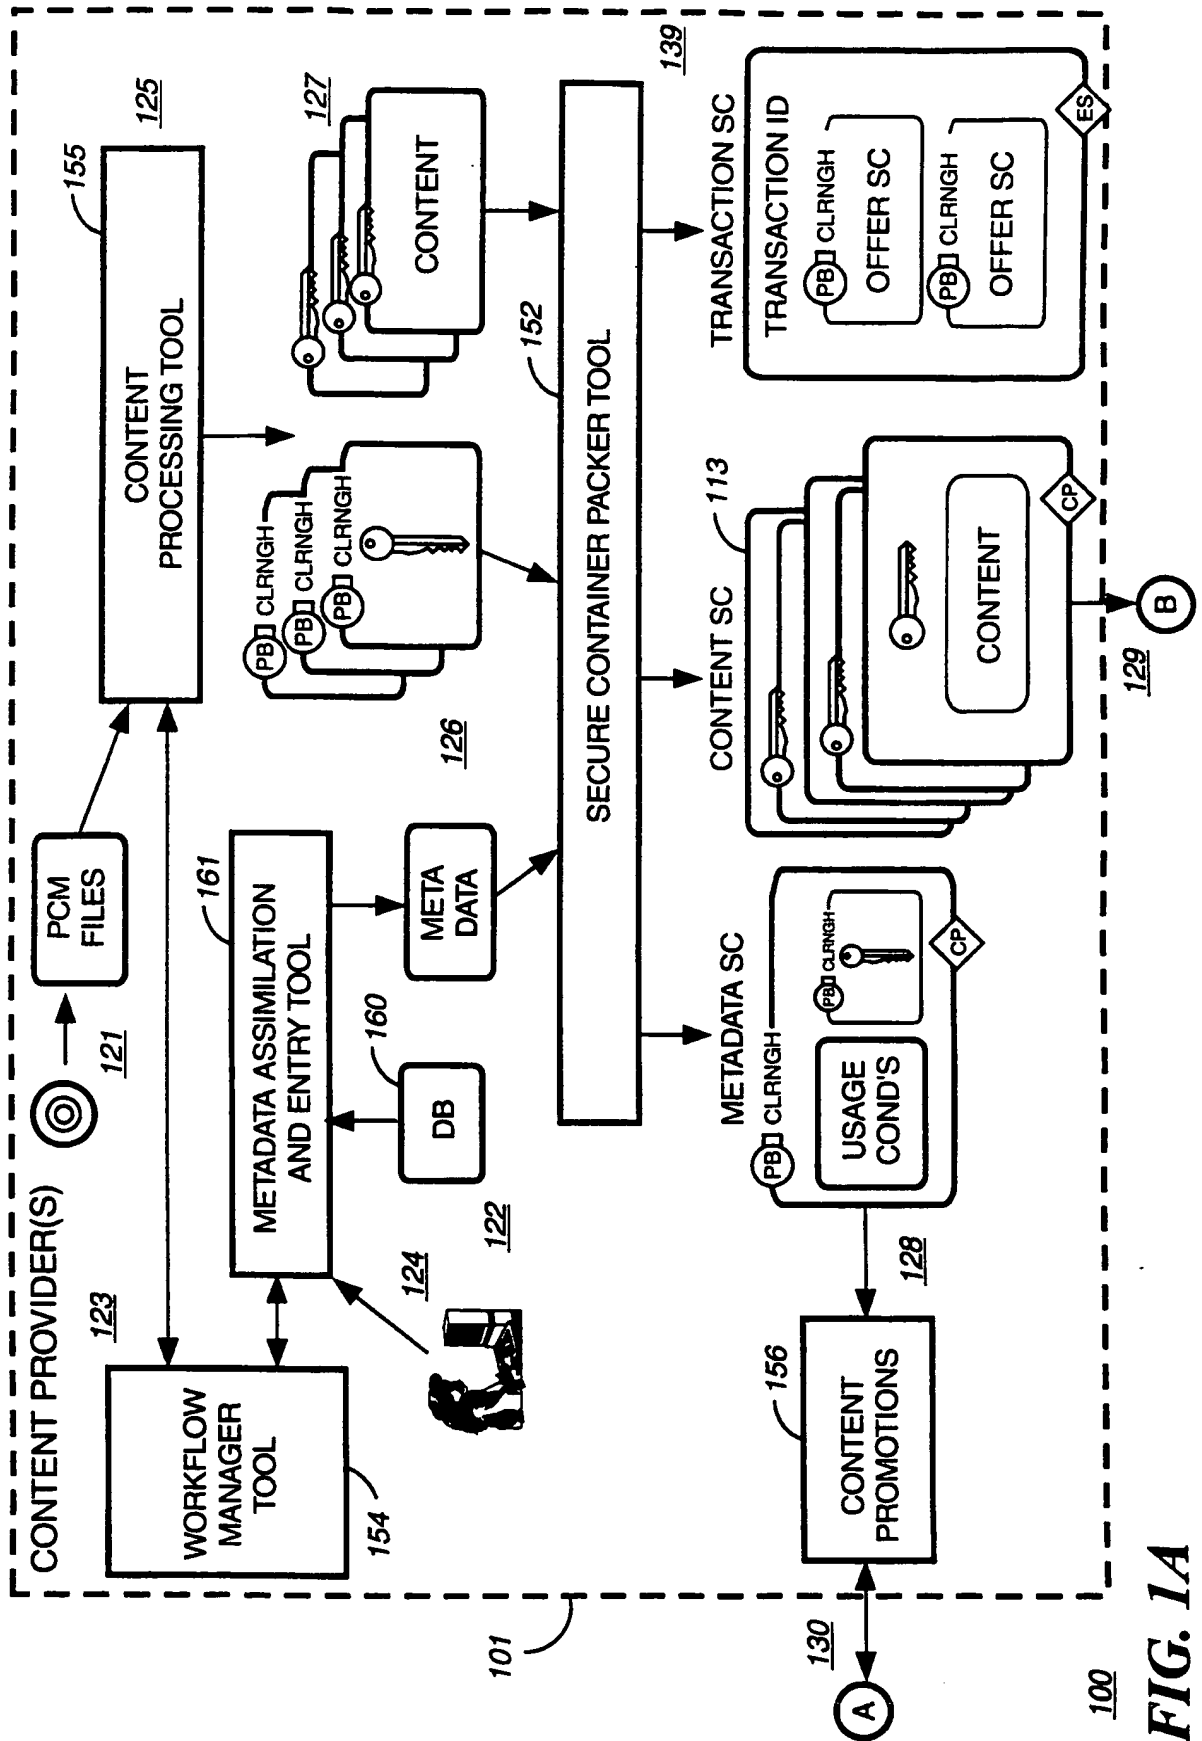 CONTENT PROVIDER(S)
123
WORKFLOW
MANAGER
TOOL
154
121
PCM
FILES
155
125
CONTENT
PROCESSING TOOL
161
METADATA ASSIMILATION
AND ENTRY TOOL
124
122
DB
160
META
DATA
126
PB CLRNGH
PB CLRNGH
PB CLRNGH
127
CONTENT
152
SECURE CONTAINER PACKER TOOL
139
METADATA SC
PB CLRNGH
USAGE
COND'S
PB CLRNGH
CP
CONTENT SC
113
CONTENT
CP
TRANSACTION SC
TRANSACTION ID
PB CLRNGH
OFFER SC
PB CLRNGH
OFFER SC
ES
128
156
CONTENT
PROMOTIONS
129
B
101
130
A
100
FIG. 1A